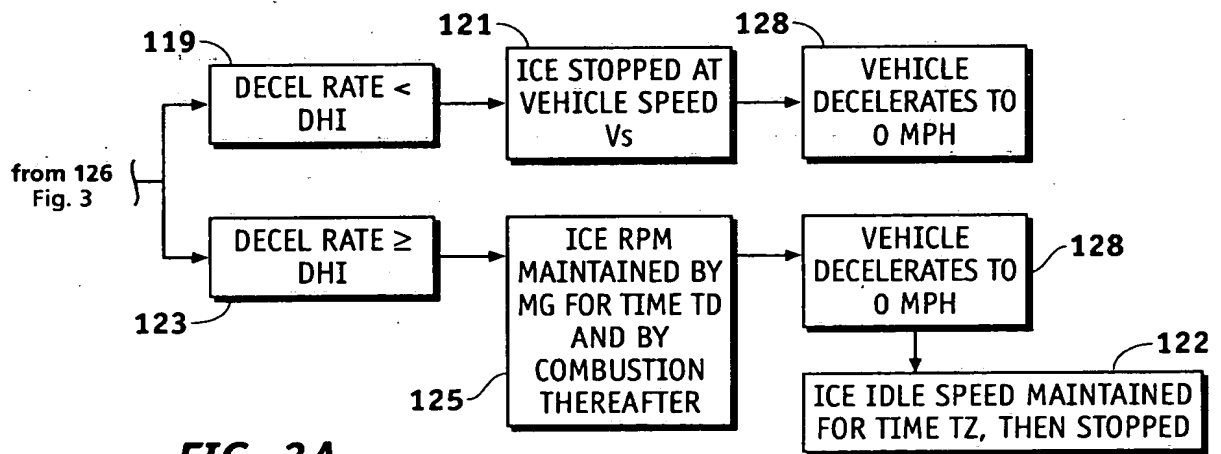 119
DECEL RATE <
DHI
121
ICE STOPPED AT
VEHICLE SPEED
Vs
128
VEHICLE
DECELERATES TO
0 MPH
from 126
Fig. 3
DECEL RATE ≥
DHI
123
ICE RPM
MAINTAINED BY
MG FOR TIME TD
AND BY
COMBUSTION
THEREAFTER
125
VEHICLE
DECELERATES TO
0 MPH
128
122
ICE IDLE SPEED MAINTAINED
FOR TIME TZ, THEN STOPPED